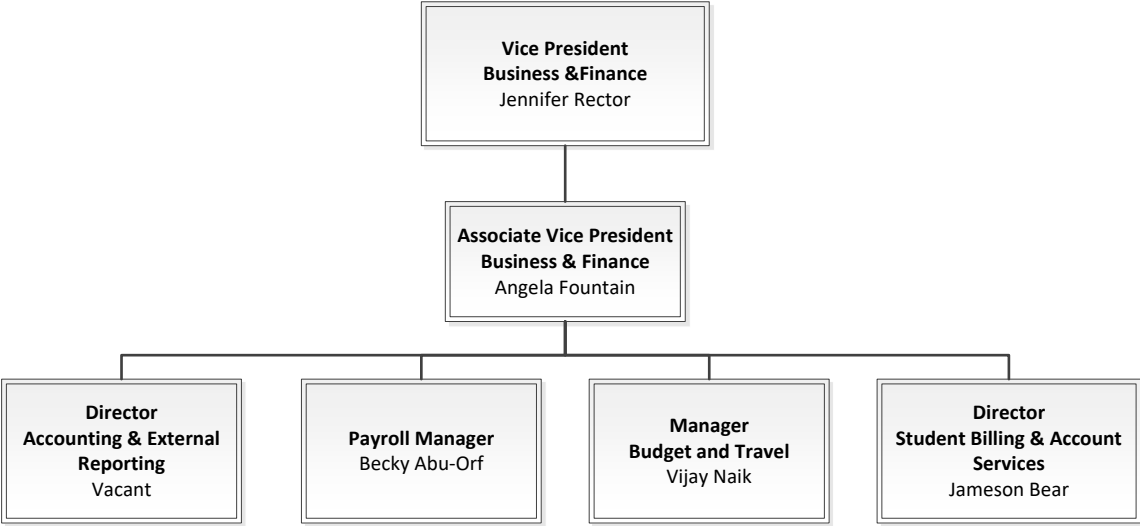 Vice President
Business &Finance
Jennifer Rector
Associate Vice President
Business & Finance
Angela Fountain
Director
Accounting & External
Reporting
Vacant
Payroll Manager
Becky Abu-Orf
Manager
Budget and Travel
Vijay Naik
Director
Student Billing & Account
Services
Jameson Bear